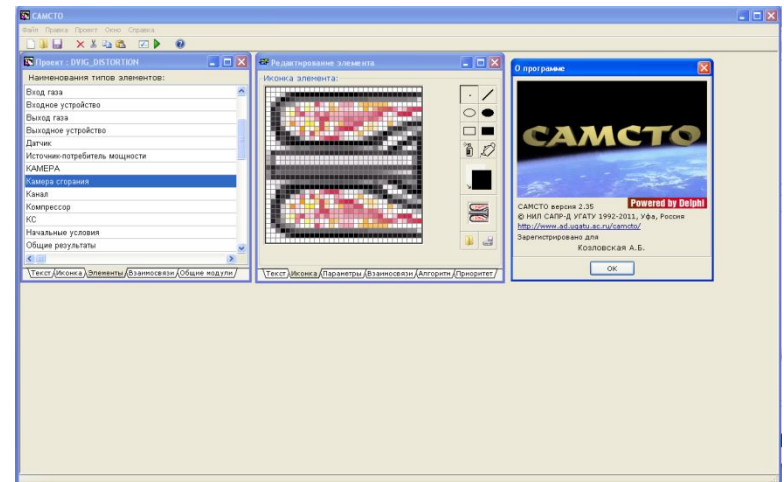 САМСТО
Файл Правка Проект Окно Справка
Проект : DVIG_DISTORTION
Наименования типов элементов:
Вход газа
Входное устройство
Выход газа
Выходное устройство
Датчик
Источник-потребитель мощности
КАМЕРА
Камера сгорания
Канал
Компрессор
КС
Начальные условия
Общие результаты
Текст Иконка Элементы Взаимосвязи Общие модули
Редактирование элемента
Иконка элемента:
Текст Иконка Параметры Взаимосвязи Алгоритм Приоритет
О программе
САМСТО
Powered by Delphi
САМСТО версия 2.35
© НИЛ САПР-Д УГАТУ 1992-2011, Уфа, Россия
http://www.ad.ugatu.ac.ru/camcto/
Зарегистрировано для
Козловская А.Б.
ОК